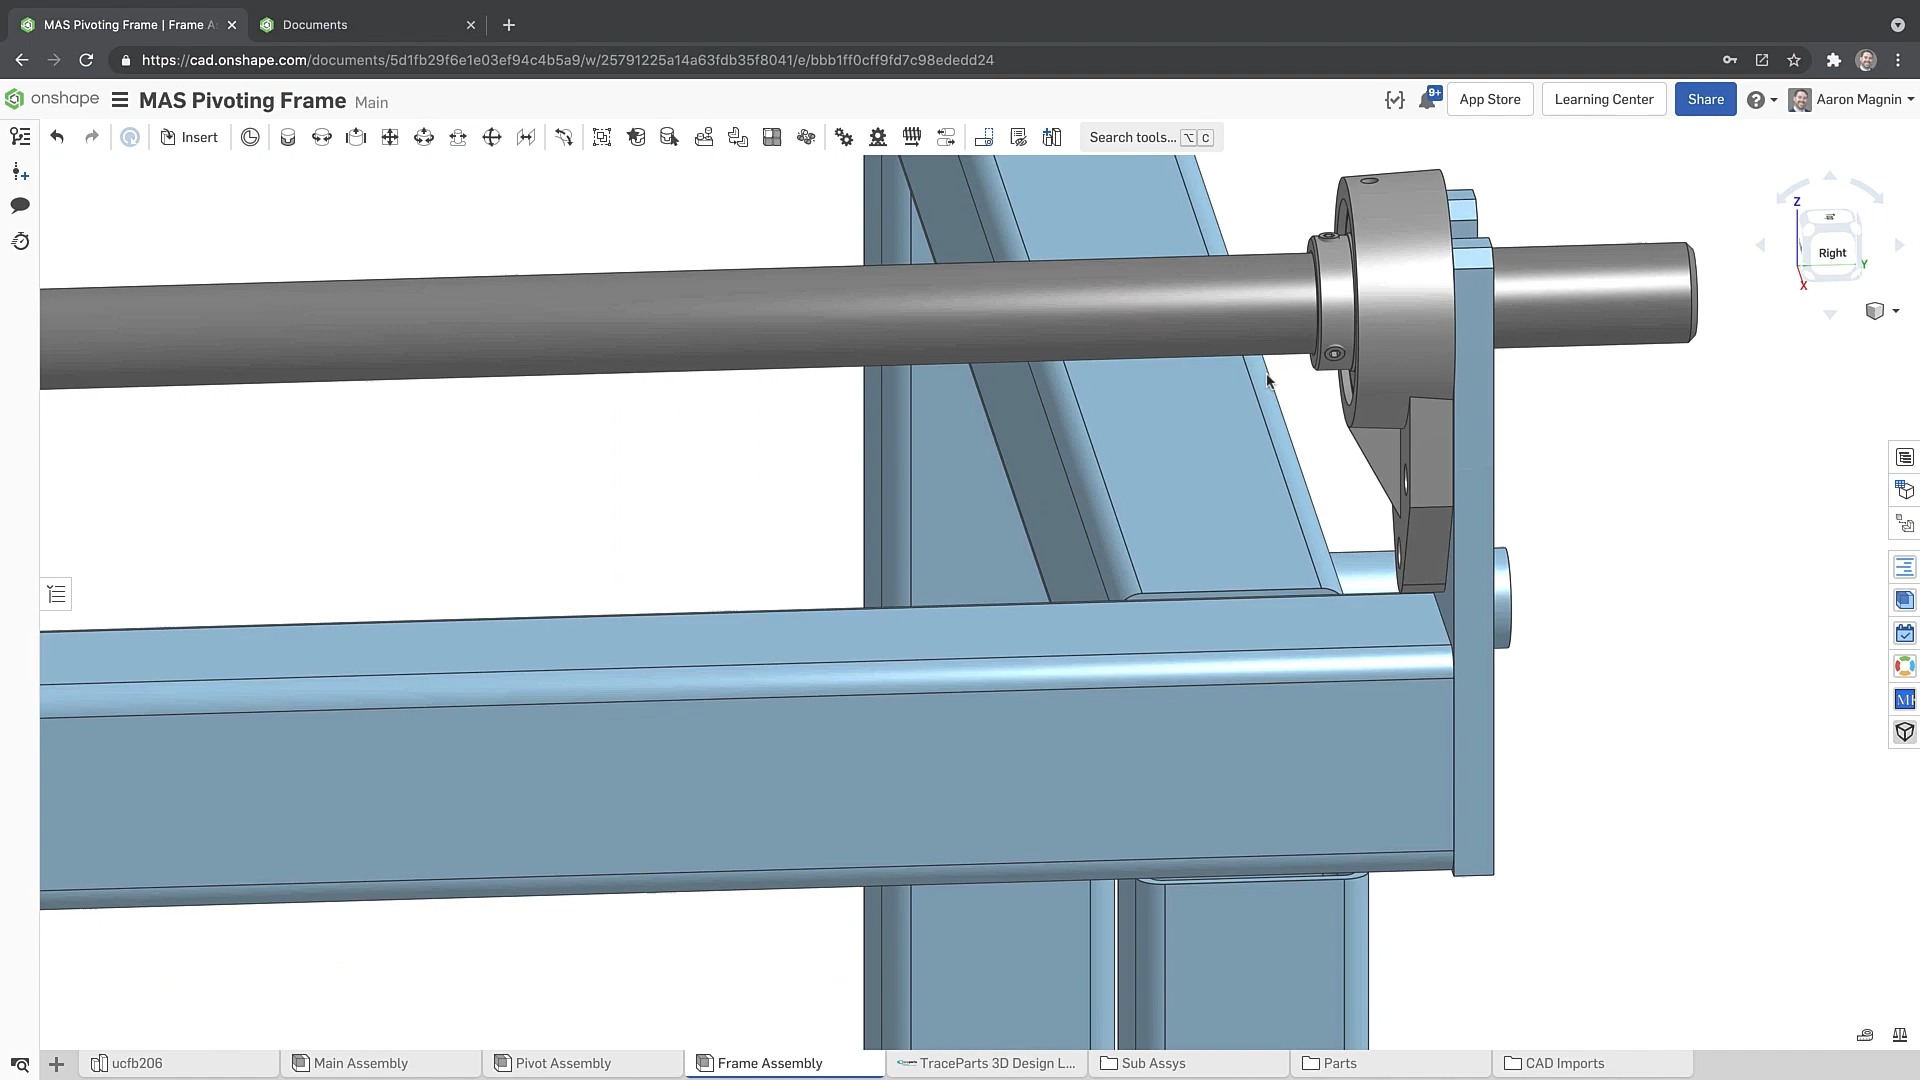 MAS Pivoting Frame | Frame A
Documents
https://cad.onshape.com/documents/5d1fb29f6e1e03ef94c4b5a9/w/25791225a14a63fdb35f8041/e/bbb1ff0cff9fd7c98ededd24
onshape
MAS Pivoting Frame Main
9+
App Store
Learning Center
Share
Aaron Magnin
Insert
Search tools... ⌥ C
Z
Right
Y
X
ucfb206
Main Assembly
Pivot Assembly
Frame Assembly
TraceParts 3D Design L...
Sub Assys
Parts
CAD Imports